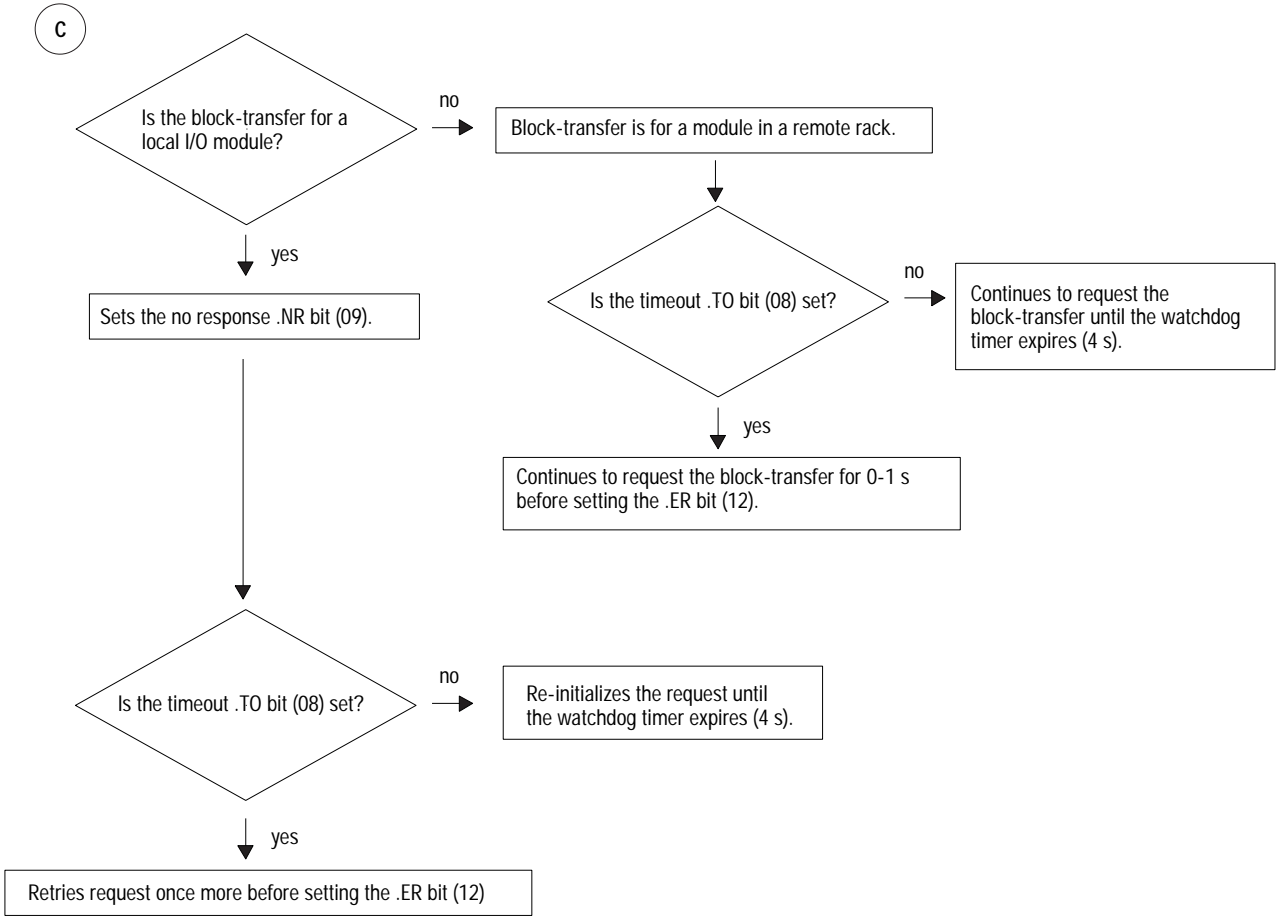 C
Is the block-transfer for a
local I/O module?
no
Block-transfer is for a module in a remote rack.
yes
Sets the no response .NR bit (09).
Is the timeout .TO bit (08) set?
no
Continues to request the
block-transfer until the watchdog
timer expires (4 s).
yes
Continues to request the block-transfer for 0-1 s
before setting the .ER bit (12).
Is the timeout .TO bit (08) set?
no
Re-initializes the request until
the watchdog timer expires (4 s).
yes
Retries request once more before setting the .ER bit (12)